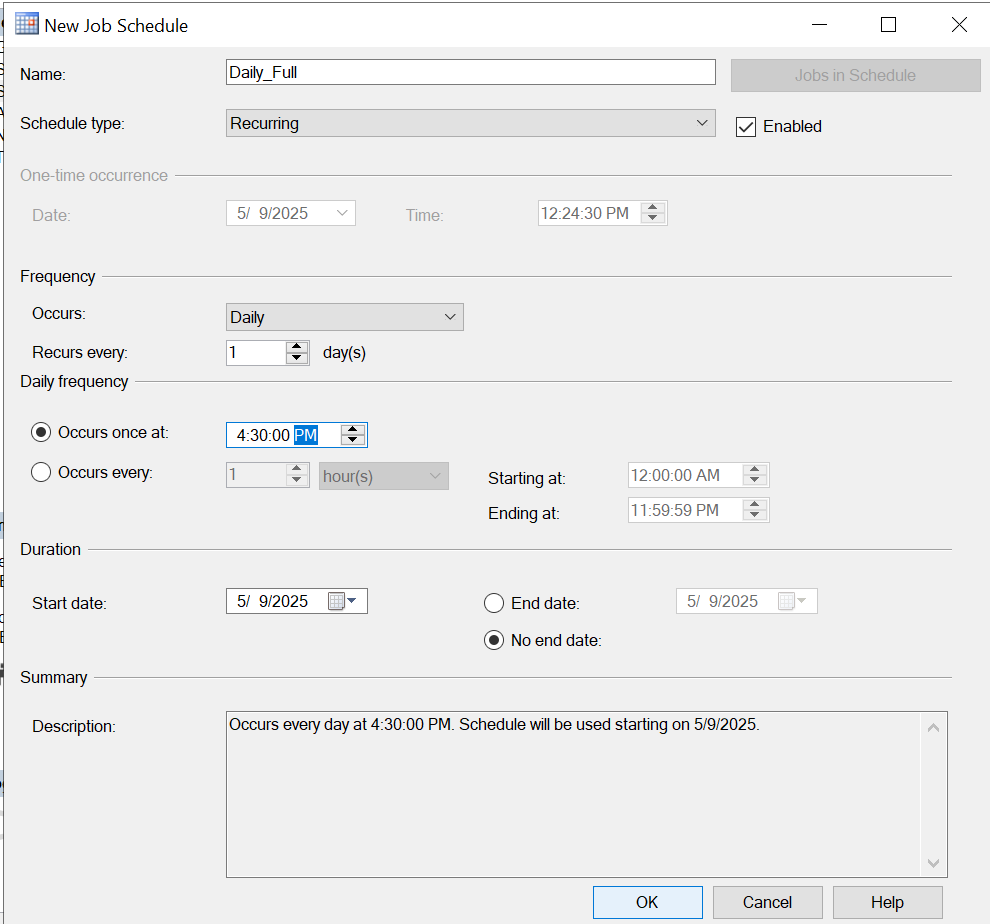 New Job Schedule
Name: Daily_Full Jobs in Schedule
Schedule type: Recurring Enabled
One-time occurrence
Date: 5/ 9/2025 Time: 12:24:30 PM
Frequency
Occurs: Daily
Recurs every: 1 day(s)
Daily frequency
Occurs once at: 4:30:00 PM
Occurs every: 1 hour(s) Starting at: 12:00:00 AM
Ending at: 11:59:59 PM
Duration
Start date: 5/ 9/2025 End date: 5/ 9/2025
No end date:
Summary
Description: Occurs every day at 4:30:00 PM. Schedule will be used starting on 5/9/2025.
OK Cancel Help